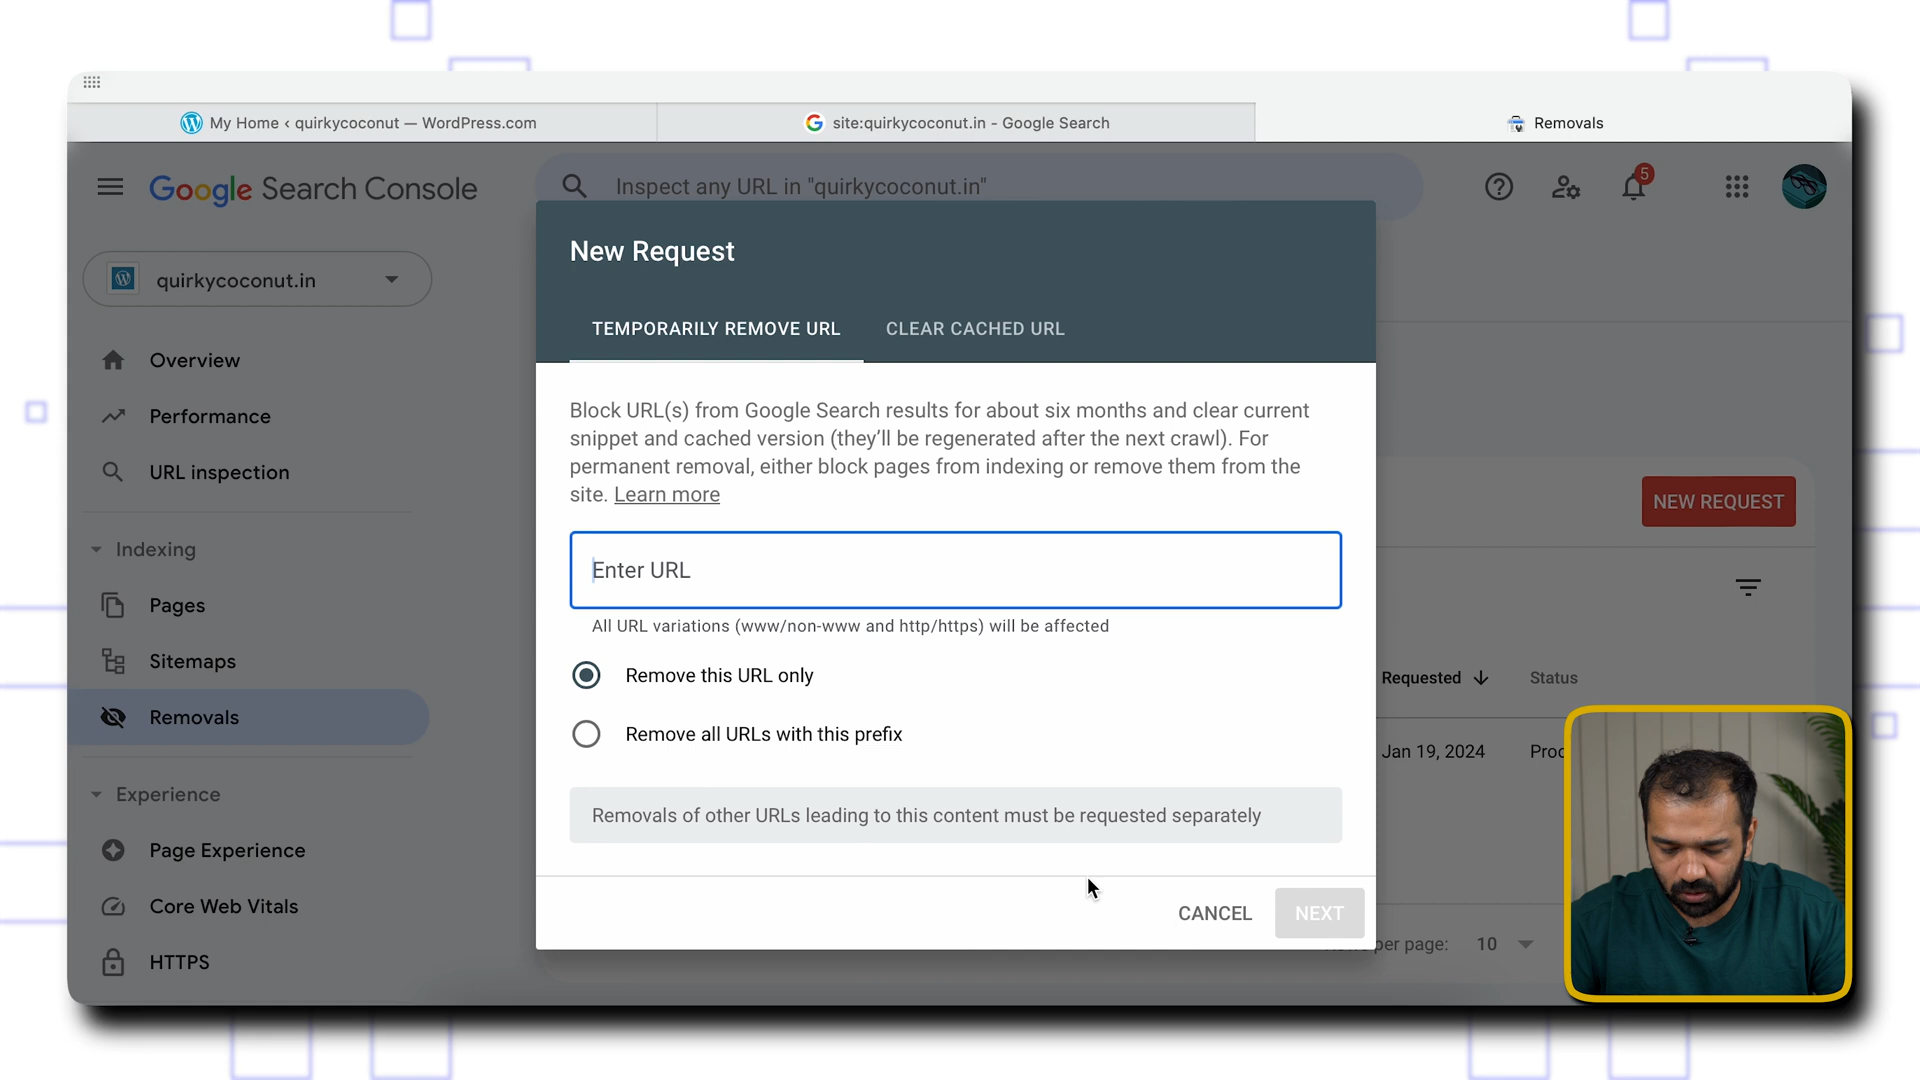 My Home ‹ quirkycoconut — WordPress.com
site:quirkycoconut.in - Google Search
Removals
Google Search Console
Inspect any URL in "quirkycoconut.in"
5
quirkycoconut.in
Overview
Performance
URL inspection
Indexing
Pages
Sitemaps
Removals
Experience
Page Experience
Core Web Vitals
HTTPS
New Request
TEMPORARILY REMOVE URL
CLEAR CACHED URL
Block URL(s) from Google Search results for about six months and clear current
snippet and cached version (they’ll be regenerated after the next crawl). For
permanent removal, either block pages from indexing or remove them from the
site. Learn more
Enter URL
All URL variations (www/non-www and http/https) will be affected
Remove this URL only
Remove all URLs with this prefix
Removals of other URLs leading to this content must be requested separately
CANCEL
NEXT
NEW REQUEST
Requested
Status
Jan 19, 2024
per page:
10